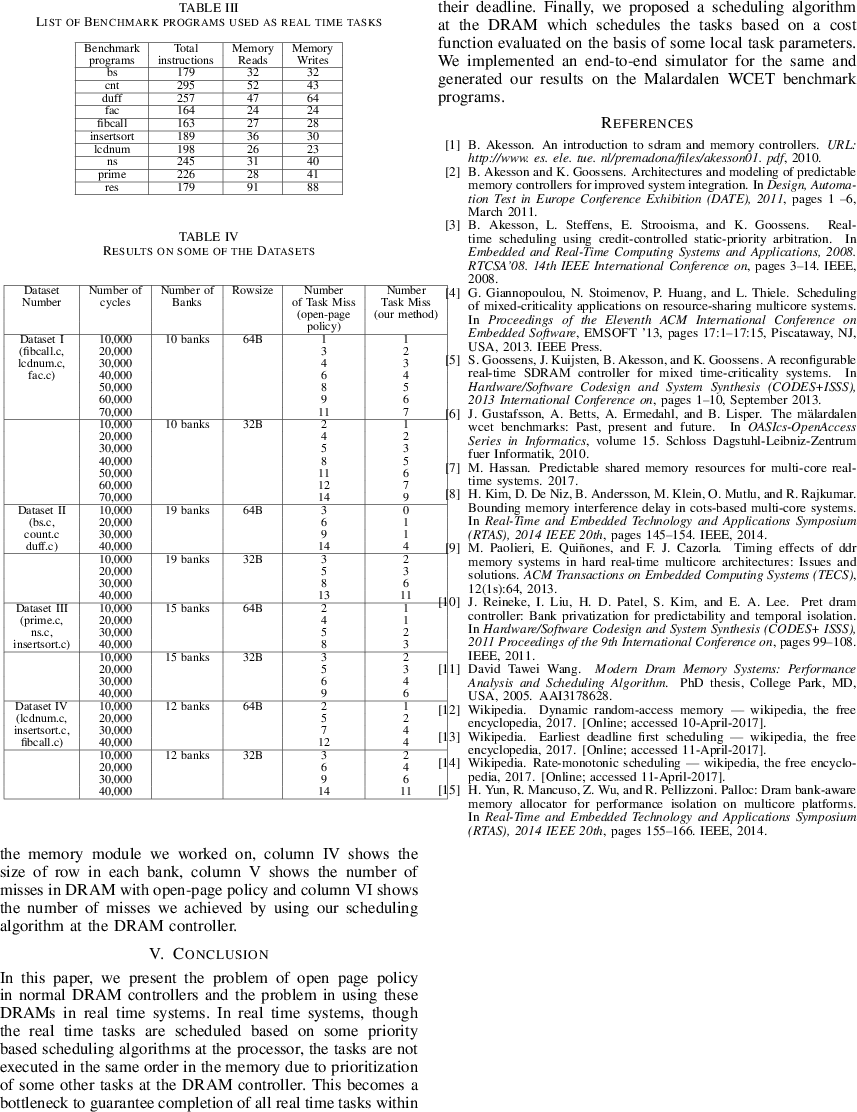 TABLE III
LIST OF BENCHMARK PROGRAMS USED AS REAL TIME TASKS
Benchmark programs Total instructions Memory Reads Memory Writes
bs 179 32 32
cnt 295 52 43
duff 257 47 64
fac 164 24 24
fibcall 163 27 28
insertsort 189 36 30
lcdnum 198 26 23
ns 245 31 40
prime 226 28 41
res 179 91 88
TABLE IV
RESULTS ON SOME OF THE DATASETS
Dataset Number Number of cycles Number of Banks Rowsize Number of Task Miss (open-page policy) Number Task Miss (our method)
Dataset I 10,000 10 banks 64B 1 1
(fibcall.c, 20,000 3 2
lcdnum.c, 30,000 4 3
fac.c) 40,000 6 4
50,000 8 5
60,000 9 6
70,000 11 7
10,000 10 banks 32B 2 1
20,000 4 2
30,000 5 3
40,000 8 5
50,000 11 6
60,000 12 7
70,000 14 9
Dataset II 10,000 19 banks 64B 3 0
(bs.c, 20,000 6 1
count.c 30,000 9 1
duff.c) 40,000 14 4
10,000 19 banks 32B 3 2
20,000 5 3
30,000 8 6
40,000 13 11
Dataset III 10,000 15 banks 64B 2 1
(prime.c, 20,000 4 1
ns.c, 30,000 5 2
insertsort.c) 40,000 8 3
10,000 15 banks 32B 3 2
20,000 5 3
30,000 6 4
40,000 9 6
Dataset IV 10,000 12 banks 64B 2 1
(lcdnum.c, 20,000 5 2
insertsort.c, 30,000 7 4
fibcall.c) 40,000 12 4
10,000 12 banks 32B 3 2
20,000 6 4
30,000 9 6
40,000 14 11
the memory module we worked on, column IV shows the
size of row in each bank, column V shows the number of
misses in DRAM with open-page policy and column VI shows
the number of misses we achieved by using our scheduling
algorithm at the DRAM controller.
V. CONCLUSION
In this paper, we present the problem of open page policy
in normal DRAM controllers and the problem in using these
DRAMs in real time systems. In real time systems, though
the real time tasks are scheduled based on some priority
based scheduling algorithms at the processor, the tasks are not
executed in the same order in the memory due to prioritization
of some other tasks at the DRAM controller. This becomes a
bottleneck to guarantee completion of all real time tasks within
their deadline. Finally, we proposed a scheduling algorithm
at the DRAM which schedules the tasks based on a cost
function evaluated on the basis of some local task parameters.
We implemented an end-to-end simulator for the same and
generated our results on the Malardalen WCET benchmark
programs.
REFERENCES
[1] B. Akesson. An introduction to sdram and memory controllers. URL:
http://www. es. ele. tue. nl/premadona/files/akesson01. pdf, 2010.
[2] B. Akesson and K. Goossens. Architectures and modeling of predictable
memory controllers for improved system integration. In Design, Automa-
tion Test in Europe Conference Exhibition (DATE), 2011, pages 1 –6,
March 2011.
[3] B. Akesson, L. Steffens, E. Strooisma, and K. Goossens. Real-
time scheduling using credit-controlled static-priority arbitration. In
Embedded and Real-Time Computing Systems and Applications, 2008.
RTCSA'08. 14th IEEE International Conference on, pages 3–14. IEEE,
2008.
[4] G. Giannopoulou, N. Stoimenov, P. Huang, and L. Thiele. Scheduling
of mixed-criticality applications on resource-sharing multicore systems.
In Proceedings of the Eleventh ACM International Conference on
Embedded Software, EMSOFT '13, pages 17:1–17:15, Piscataway, NJ,
USA, 2013. IEEE Press.
[5] S. Goossens, J. Kuijsten, B. Akesson, and K. Goossens. A reconfigurable
real-time SDRAM controller for mixed time-criticality systems. In
Hardware/Software Codesign and System Synthesis (CODES+ISSS),
2013 International Conference on, pages 1–10, September 2013.
[6] J. Gustafsson, A. Betts, A. Ermedahl, and B. Lisper. The mälardalen
wcet benchmarks: Past, present and future. In OASIcs-OpenAccess
Series in Informatics, volume 15. Schloss Dagstuhl-Leibniz-Zentrum
fuer Informatik, 2010.
[7] M. Hassan. Predictable shared memory resources for multi-core real-
time systems. 2017.
[8] H. Kim, D. De Niz, B. Andersson, M. Klein, O. Mutlu, and R. Rajkumar.
Bounding memory interference delay in cots-based multi-core systems.
In Real-Time and Embedded Technology and Applications Symposium
(RTAS), 2014 IEEE 20th, pages 145–154. IEEE, 2014.
[9] M. Paolieri, E. Quiñones, and F. J. Cazorla. Timing effects of ddr
memory systems in hard real-time multicore architectures: Issues and
solutions. ACM Transactions on Embedded Computing Systems (TECS),
12(1s):64, 2013.
[10] J. Reineke, I. Liu, H. D. Patel, S. Kim, and E. A. Lee. Pret dram
controller: Bank privatization for predictability and temporal isolation.
In Hardware/Software Codesign and System Synthesis (CODES+ ISSS),
2011 Proceedings of the 9th International Conference on, pages 99–108.
IEEE, 2011.
[11] David Tawei Wang. Modern Dram Memory Systems: Performance
Analysis and Scheduling Algorithm. PhD thesis, College Park, MD,
USA, 2005. AAI3178628.
[12] Wikipedia. Dynamic random-access memory — wikipedia, the free
encyclopedia, 2017. [Online; accessed 10-April-2017].
[13] Wikipedia. Earliest deadline first scheduling — wikipedia, the free
encyclopedia, 2017. [Online; accessed 11-April-2017].
[14] Wikipedia. Rate-monotonic scheduling — wikipedia, the free encyclo-
pedia, 2017. [Online; accessed 11-April-2017].
[15] H. Yun, R. Mancuso, Z. Wu, and R. Pellizzoni. Palloc: Dram bank-aware
memory allocator for performance isolation on multicore platforms.
In Real-Time and Embedded Technology and Applications Symposium
(RTAS), 2014 IEEE 20th, pages 155–166. IEEE, 2014.